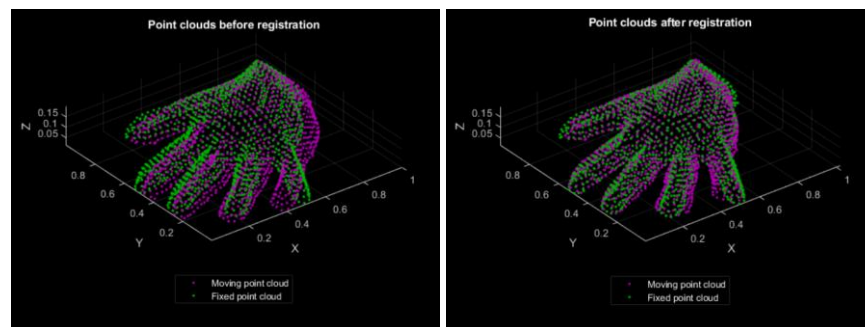 Point clouds before registration
0.15
0.1
0.05
Z
0.8
0.6
0.4
0.2
Y
0.2
0.4
0.6
0.8
1
X
Moving point cloud
Fixed point cloud
Point clouds after registration
0.15
0.1
0.05
Z
0.8
0.6
0.4
0.2
Y
0.2
0.4
0.6
0.8
1
X
Moving point cloud
Fixed point cloud